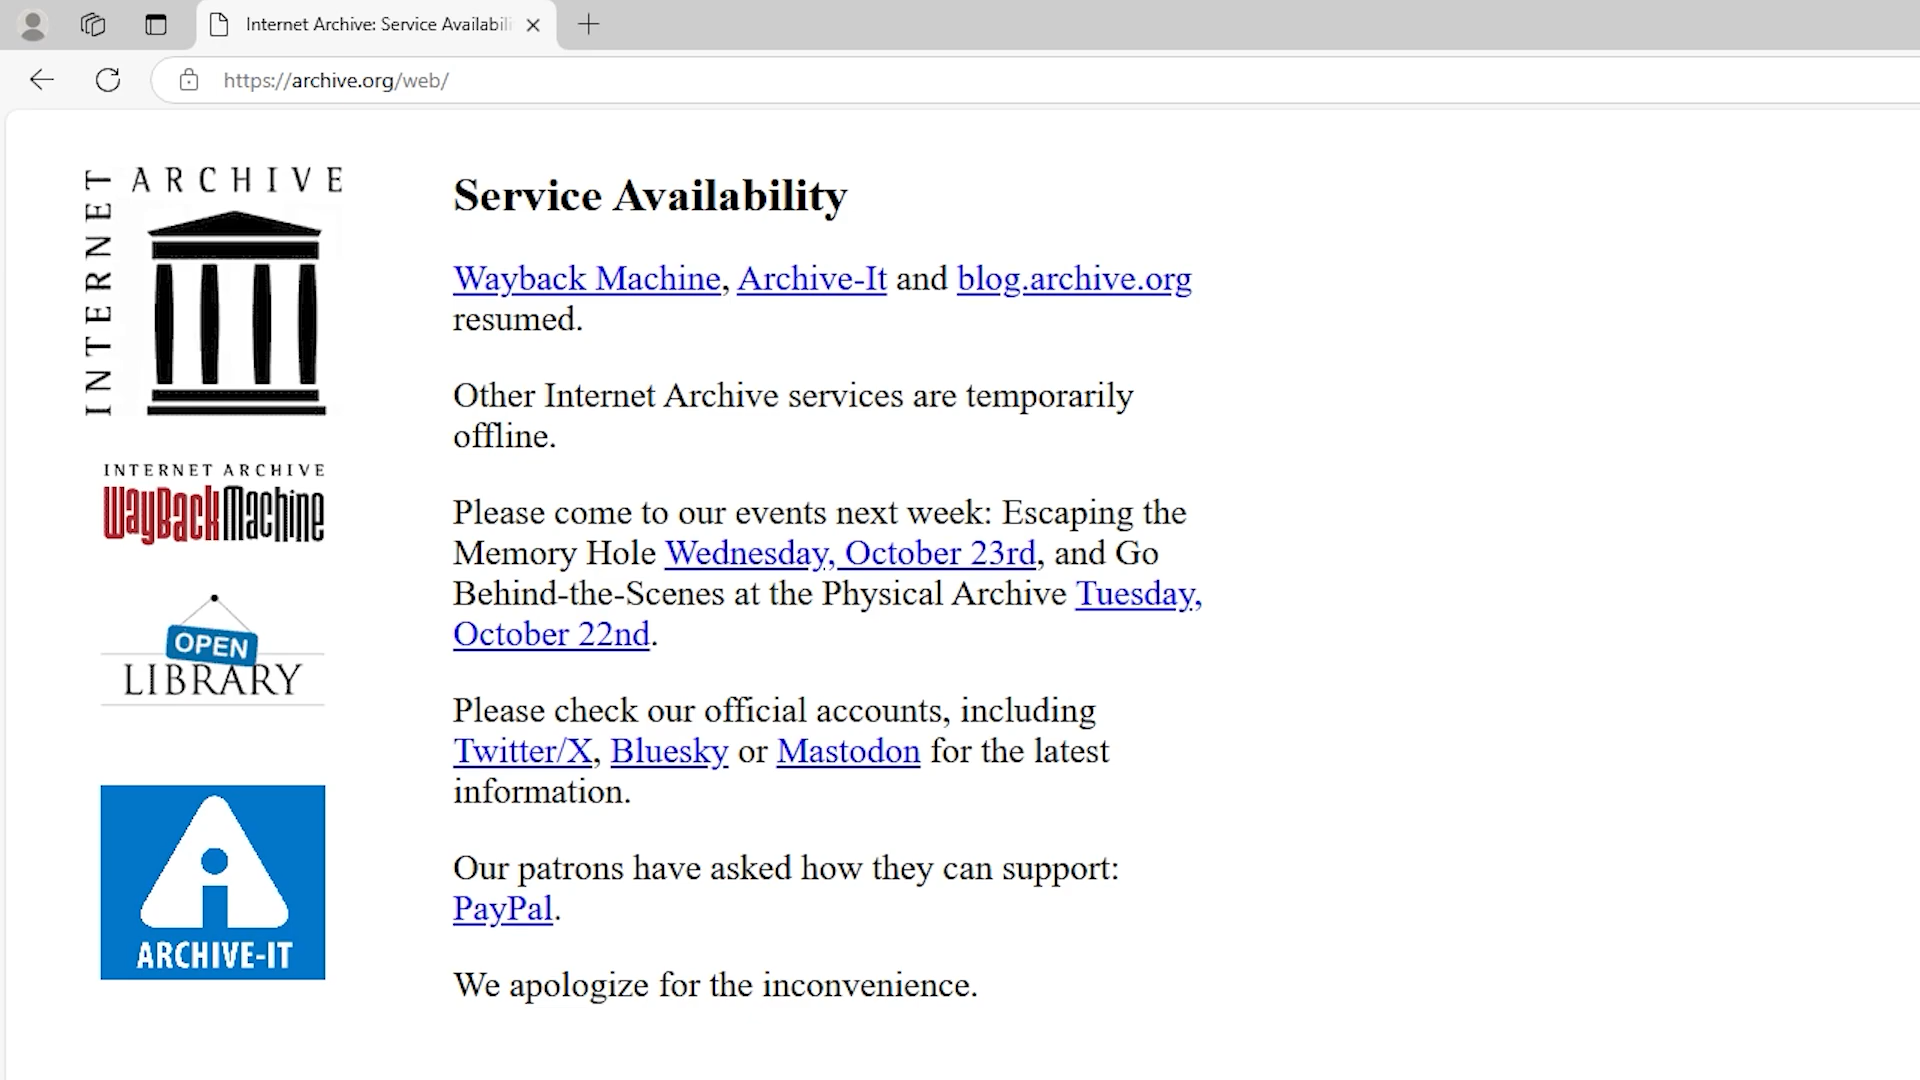 Internet Archive: Service Availabili
https://archive.org/web/
INTERNET ARCHIVE
INTERNET ARCHIVE
WayBackMachine
OPEN
LIBRARY
ARCHIVE-IT
Service Availability
Wayback Machine, Archive-It and blog.archive.org
resumed.
Other Internet Archive services are temporarily
offline.
Please come to our events next week: Escaping the
Memory Hole Wednesday, October 23rd, and Go
Behind-the-Scenes at the Physical Archive Tuesday,
October 22nd.
Please check our official accounts, including
Twitter/X, Bluesky or Mastodon for the latest
information.
Our patrons have asked how they can support:
PayPal.
We apologize for the inconvenience.